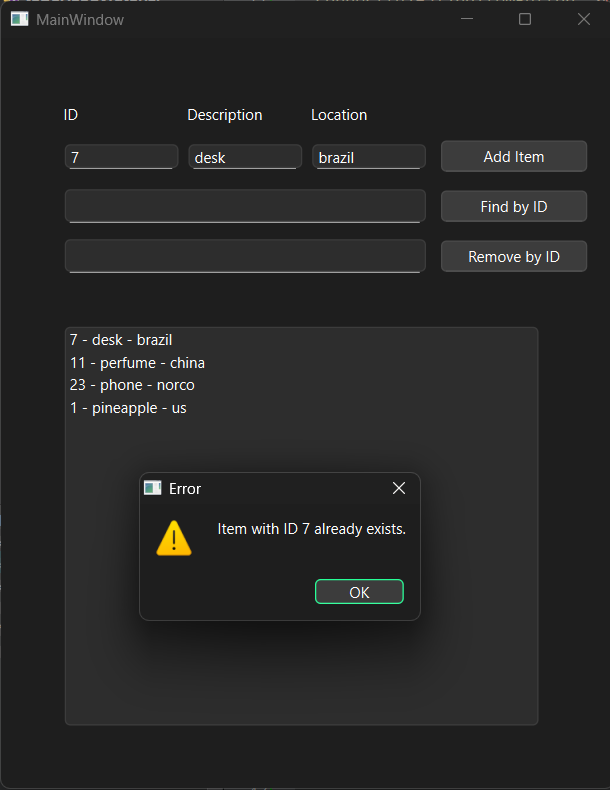 MainWindow
ID Description Location
7 desk brazil Add Item
Find by ID
Remove by ID
7 - desk - brazil
11 - perfume - china
23 - phone - norco
1 - pineapple - us
Error
Item with ID 7 already exists.
OK